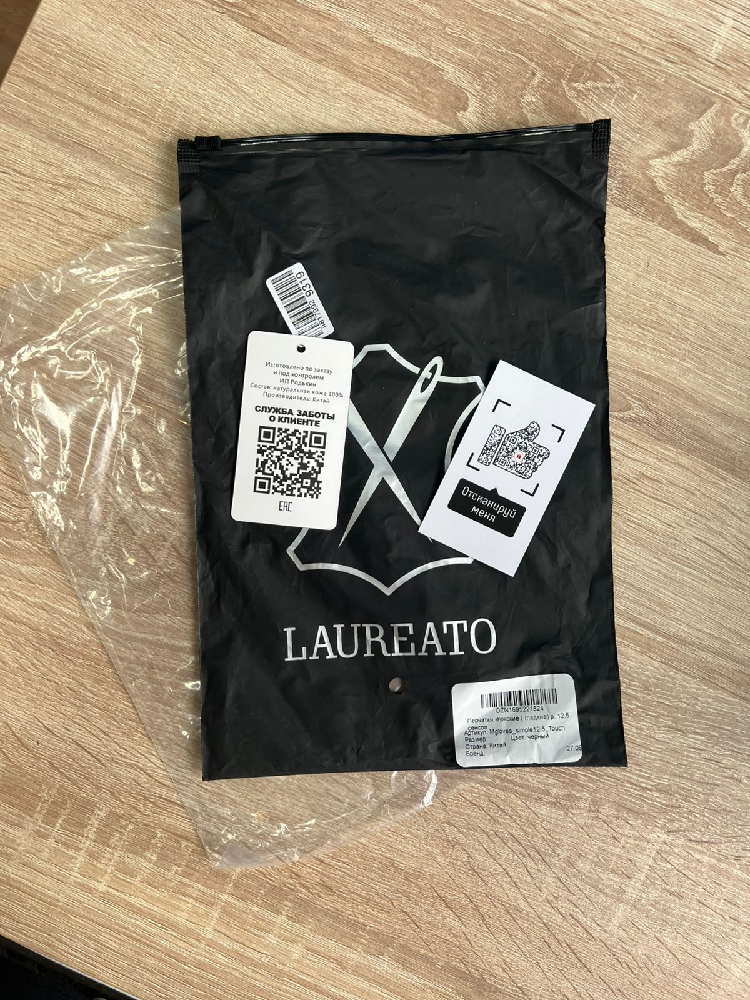 ii817992 9319
Изготовлено по заказу
и под контролем
ИП Родькин
Состав: натуральная кожа 100%
Производитель: Китай
СЛУЖБА ЗАБОТЫ
О КЛИЕНТЕ
EAC
Отсканируй
меня
LAUREATO
OZN1695221824
Перчатки мужские ( гладкие) р. 12,5
сенсор
Артикул: Mgloves_simple12,5_Touch
Размер: Цвет: черный
Страна: Китай
27.09
Бренд: